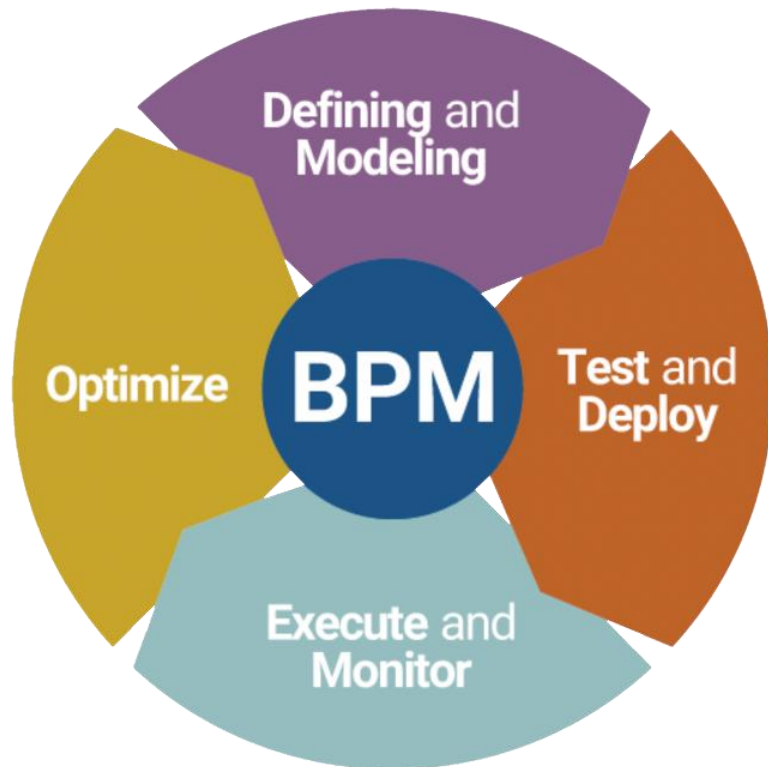 Defining and
Modeling
Test and
Deploy
Execute and
Monitor
Optimize
BPM